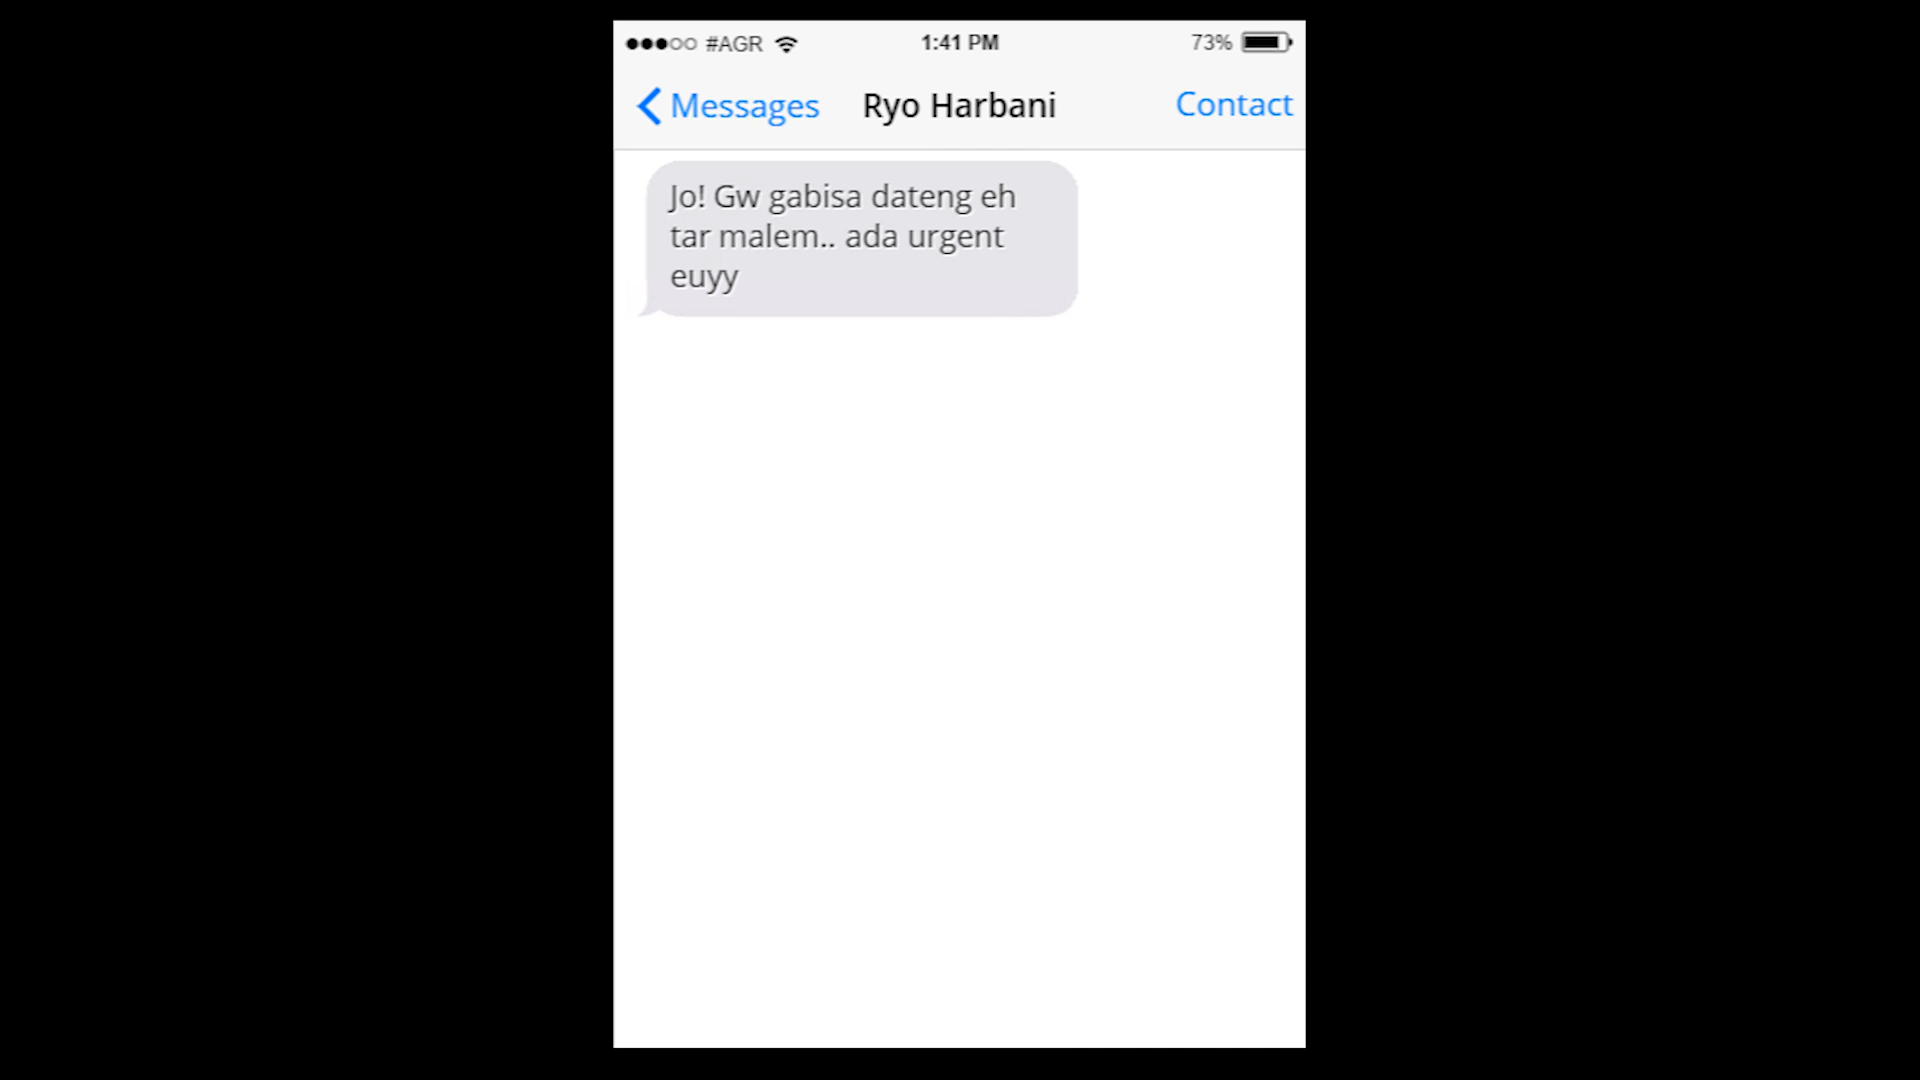 #AGR 1:41 PM 73%
Messages Ryo Harbani Contact
Jo! Gw gabisa dateng eh
tar malem.. ada urgent
euyy